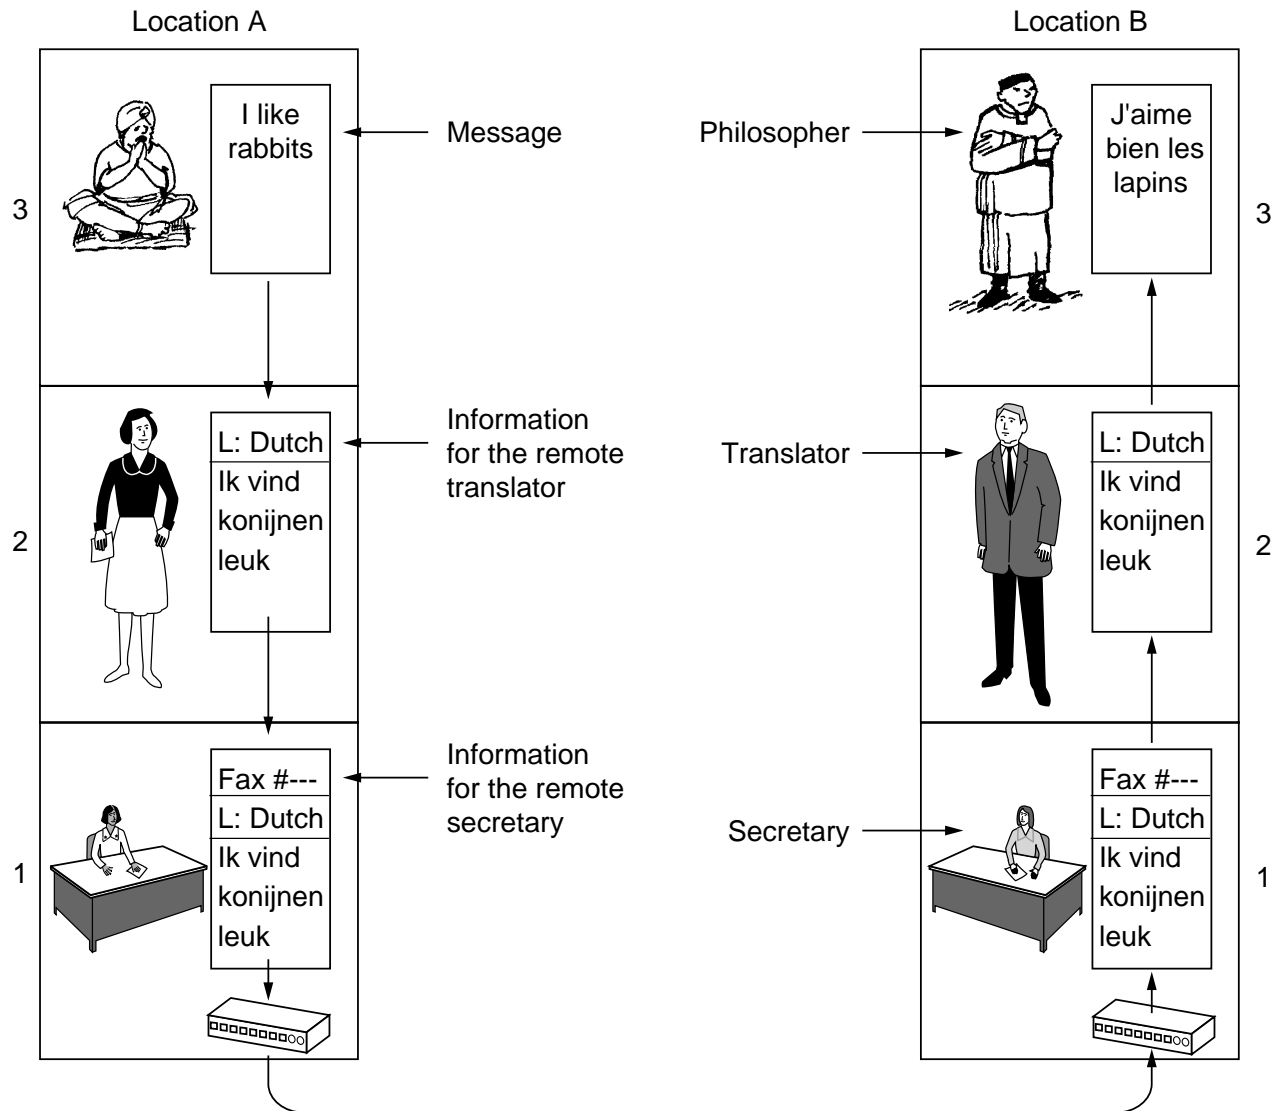 Location A
Location B
I like
rabbits
Message
Philosopher
J'aime
bien les
lapins
3
3
L: Dutch
Ik vind
konijnen
leuk
Information
for the remote
translator
Translator
L: Dutch
Ik vind
konijnen
leuk
2
2
Fax #---
L: Dutch
Ik vind
konijnen
leuk
Information
for the remote
secretary
Secretary
Fax #---
L: Dutch
Ik vind
konijnen
leuk
1
1